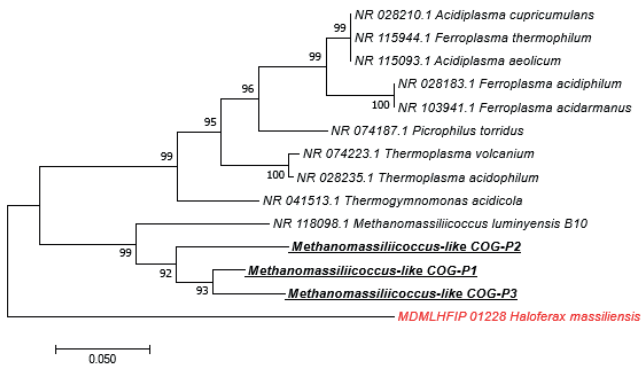 99
NR 028210.1 Acidiplasma cupricumulans
NR 115944.1 Ferroplasma thermophilum
99
NR 115093.1 Acidiplasma aeolicum
NR 028183.1 Ferroplasma acidiphilum
96
100
NR 103941.1 Ferroplasma acidarmanus
95
NR 074187.1 Picrophilus torridus
NR 074223.1 Thermoplasma volcanium
99
100
NR 028235.1 Thermoplasma acidophilum
NR 041513.1 Thermogymnomonas acidicola
NR 118098.1 Methanomassiliicoccus luminyensis B10
99
Methanomassiliicoccus-like COG-P2
92
Methanomassiliicoccus-like COG-P1
93
Methanomassiliicoccus-like COG-P3
MDMLHFIP 01228 Haloferax massiliensis
0.050